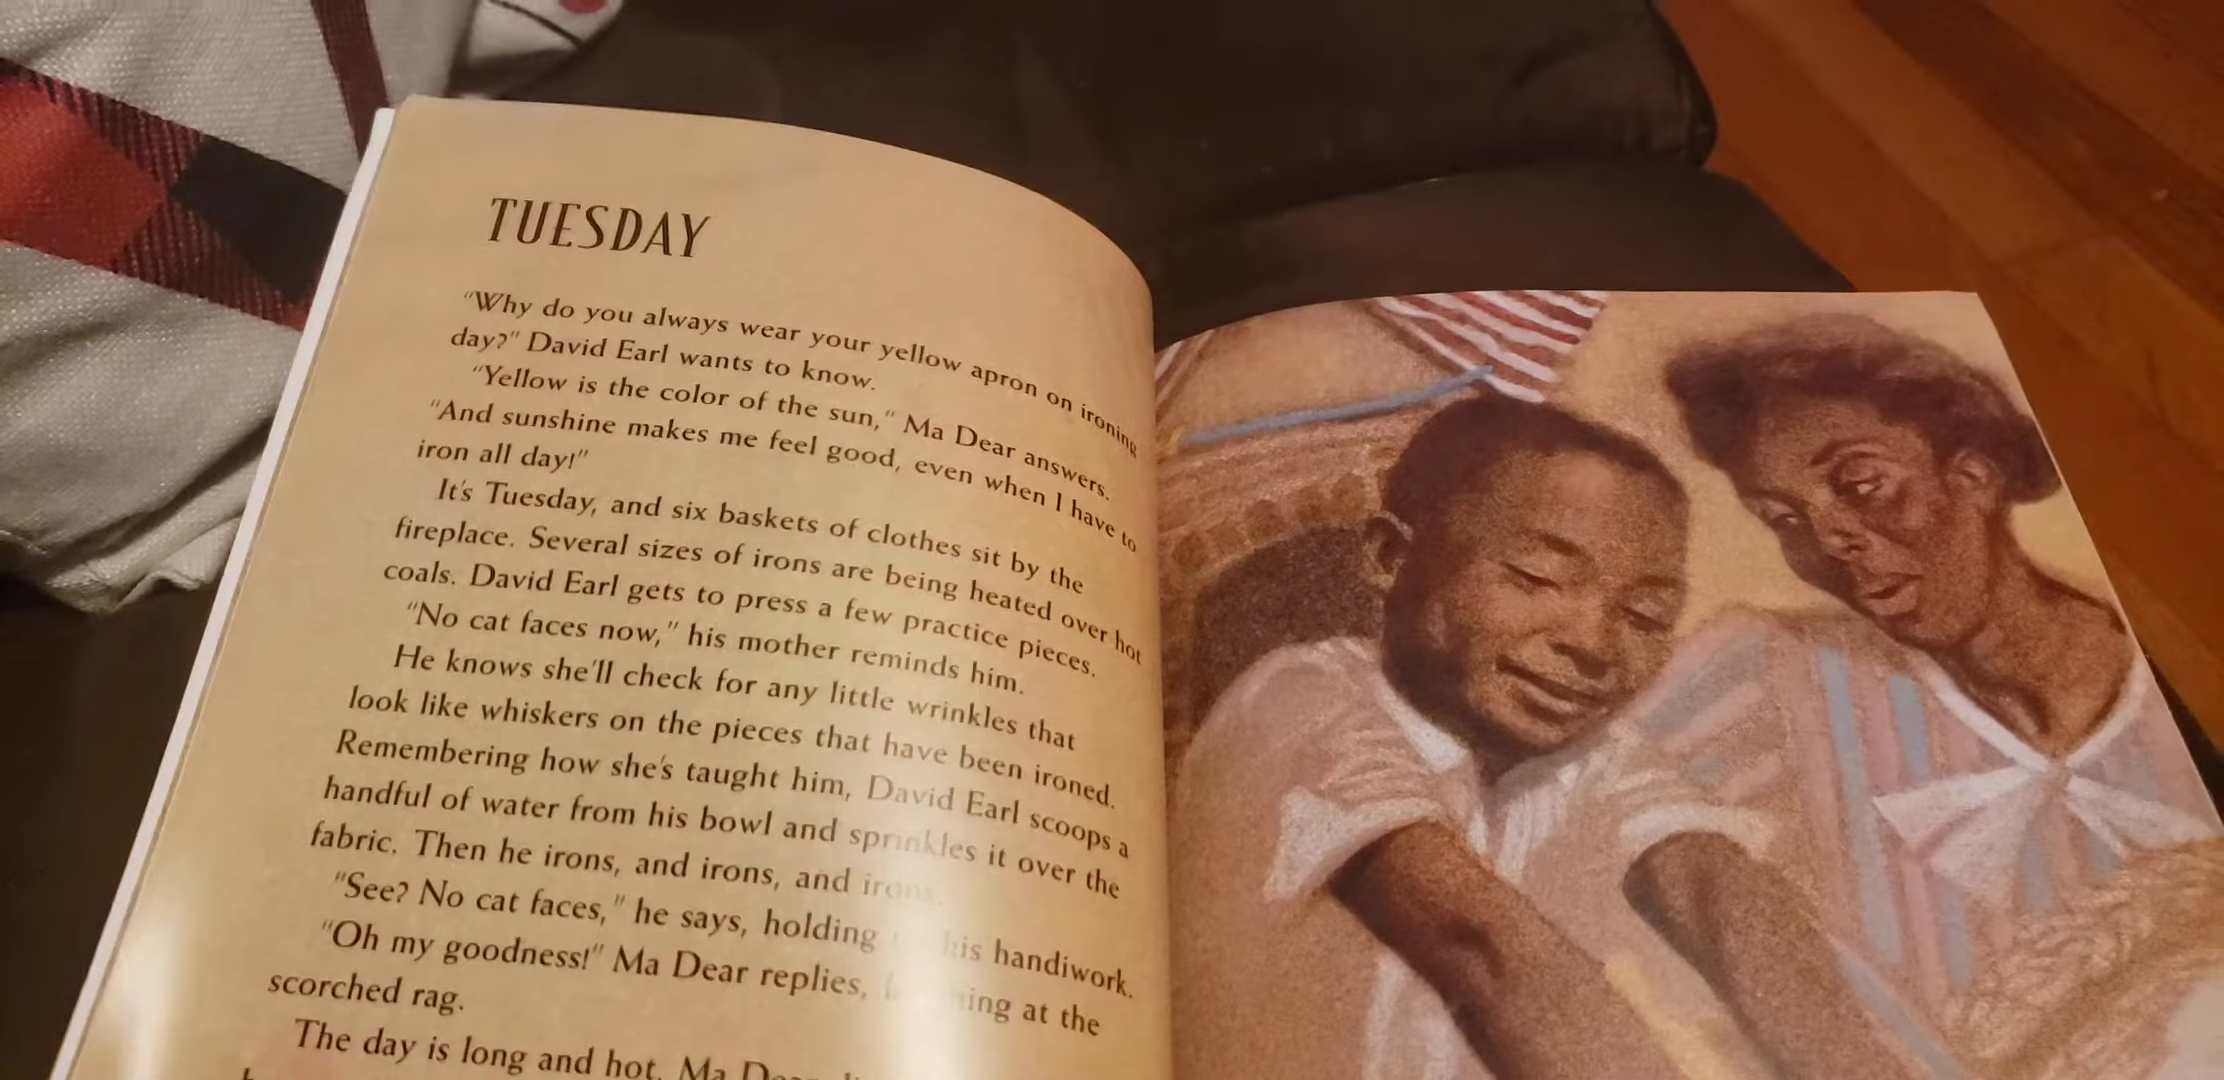 TUESDAY
"Why do you always wear your yellow apron on ironing
day?" David Earl wants to know.
"Yellow is the color of the sun," Ma Dear answers.
"And sunshine makes me feel good, even when I have to
iron all day!"
It's Tuesday, and six baskets of clothes sit by the
fireplace. Several sizes of irons are being heated over hot
coals. David Earl gets to press a few practice pieces.
"No cat faces now," his mother reminds him.
He knows she'll check for any little wrinkles that
look like whiskers on the pieces that have been ironed.
Remembering how she's taught him, David Earl scoops a
handful of water from his bowl and sprinkles it over the
fabric. Then he irons, and irons, and irons.
"See? No cat faces," he says, holding his handiwork.
"Oh my goodness!" Ma Dear replies, at the
scorched rag.
The day is long and hot. Ma Dear